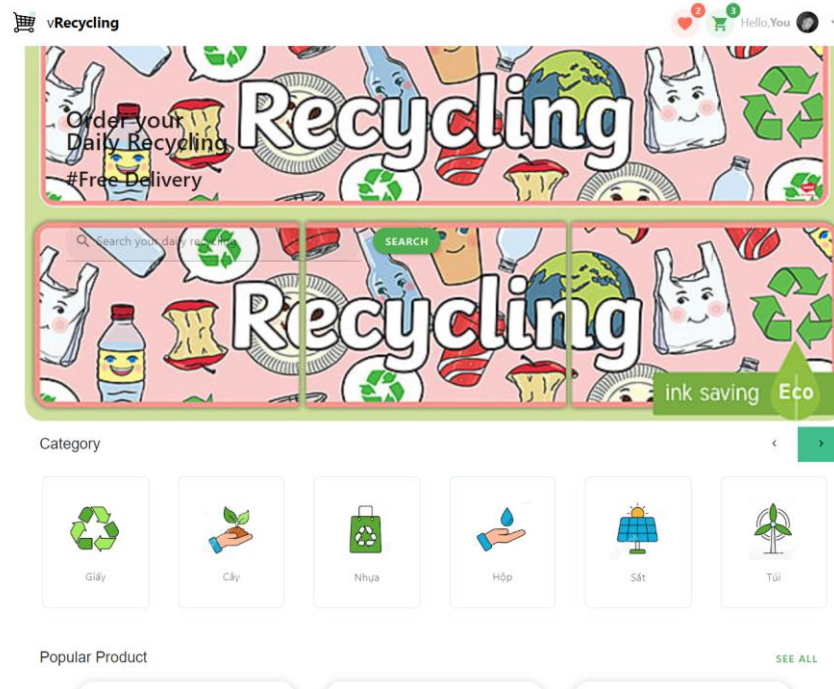 vRecycling
2
3
Hello,You
Recycling
Order your
Daily Recycling
#Free Delivery
Search your daily recycling
SEARCH
Recycling
ink saving Eco
Category
Giấy
Cây
Nhựa
Hộp
Sắt
Túi
Popular Product
SEE ALL